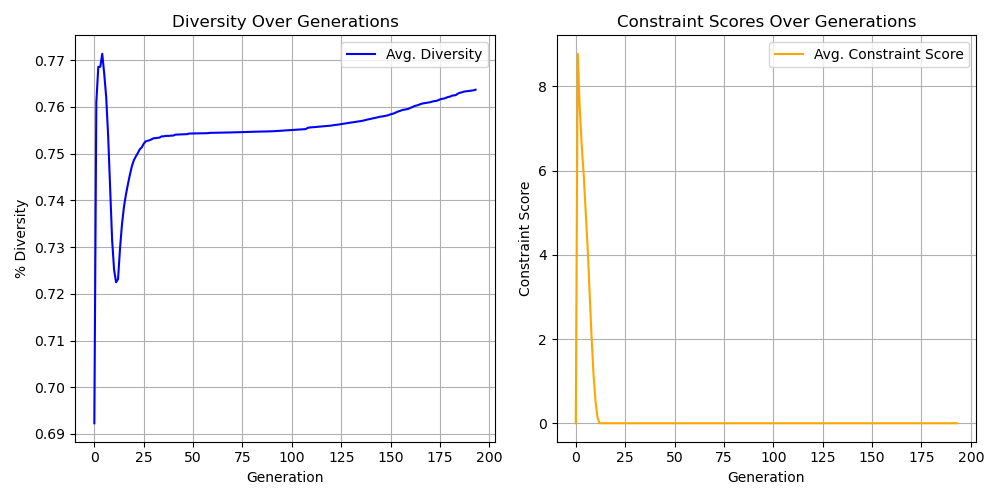 Diversity Over Generations
Avg. Diversity
% Diversity
0.77
0.76
0.75
0.74
0.73
0.72
0.71
0.70
0.69
0 25 50 75 100 125 150 175 200
Generation
Constraint Scores Over Generations
Avg. Constraint Score
Constraint Score
8
6
4
2
0
0 25 50 75 100 125 150 175 200
Generation